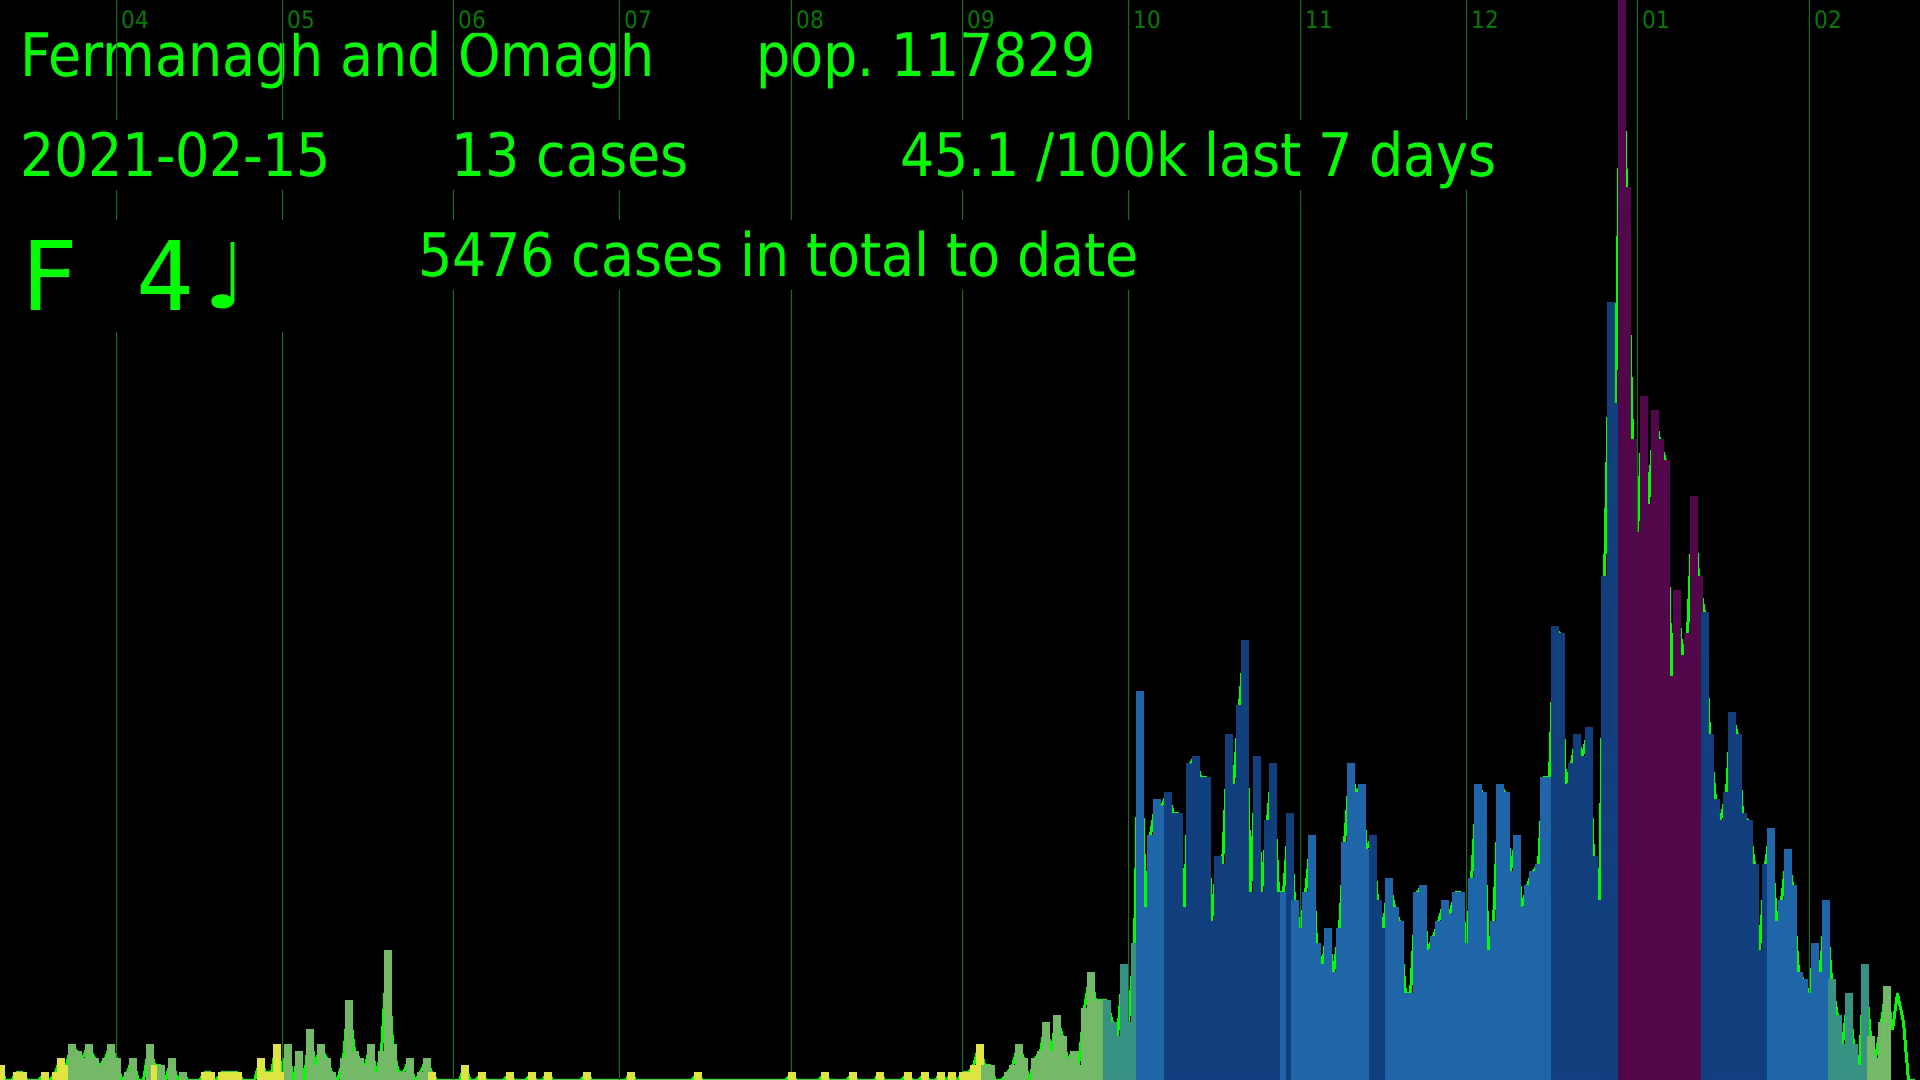 04 05 06 07 08 09 10 11 12 01 02
Fermanagh and Omagh pop. 117829
2021-02-15 13 cases 45.1 /100k last 7 days
F 4♩ 5476 cases in total to date